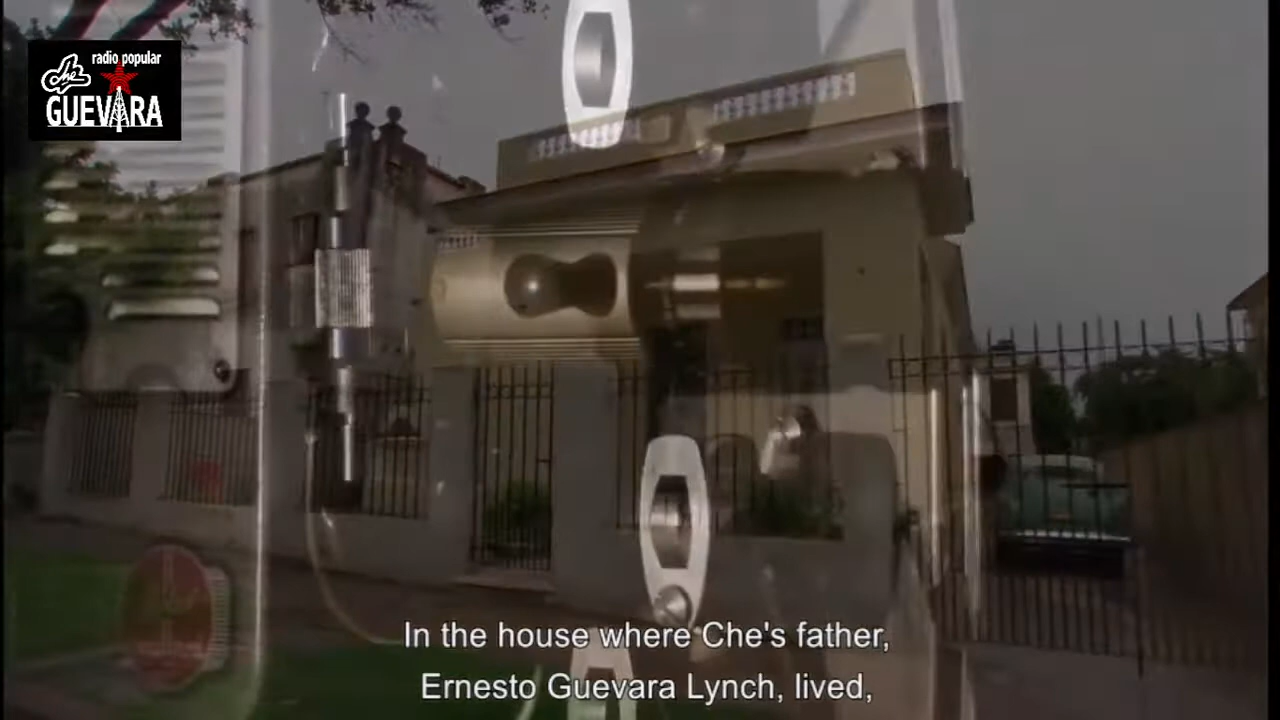 radio popular
Che
GUEVARA
In the house where Che's father,
Ernesto Guevara Lynch, lived,